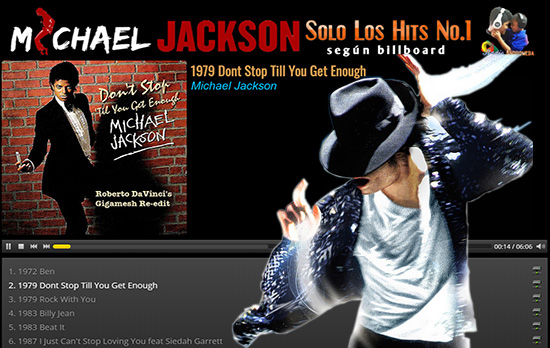 MICHAEL JACKSON SOLO LOS HITS NO.1
según billboard
1979 Dont Stop Till You Get Enough
Michael Jackson
Don't Stop
'Til You Get Enough
MICHAEL
JACKSON
Roberto DaVinci's
Gigamesh Re-edit
00:14 / 06:06
1. 1972 Ben
2. 1979 Dont Stop Till You Get Enough
3. 1979 Rock With You
4. 1983 Billy Jean
5. 1983 Beat It
6. 1987 I Just Can't Stop Loving You feat Siedah Garrett